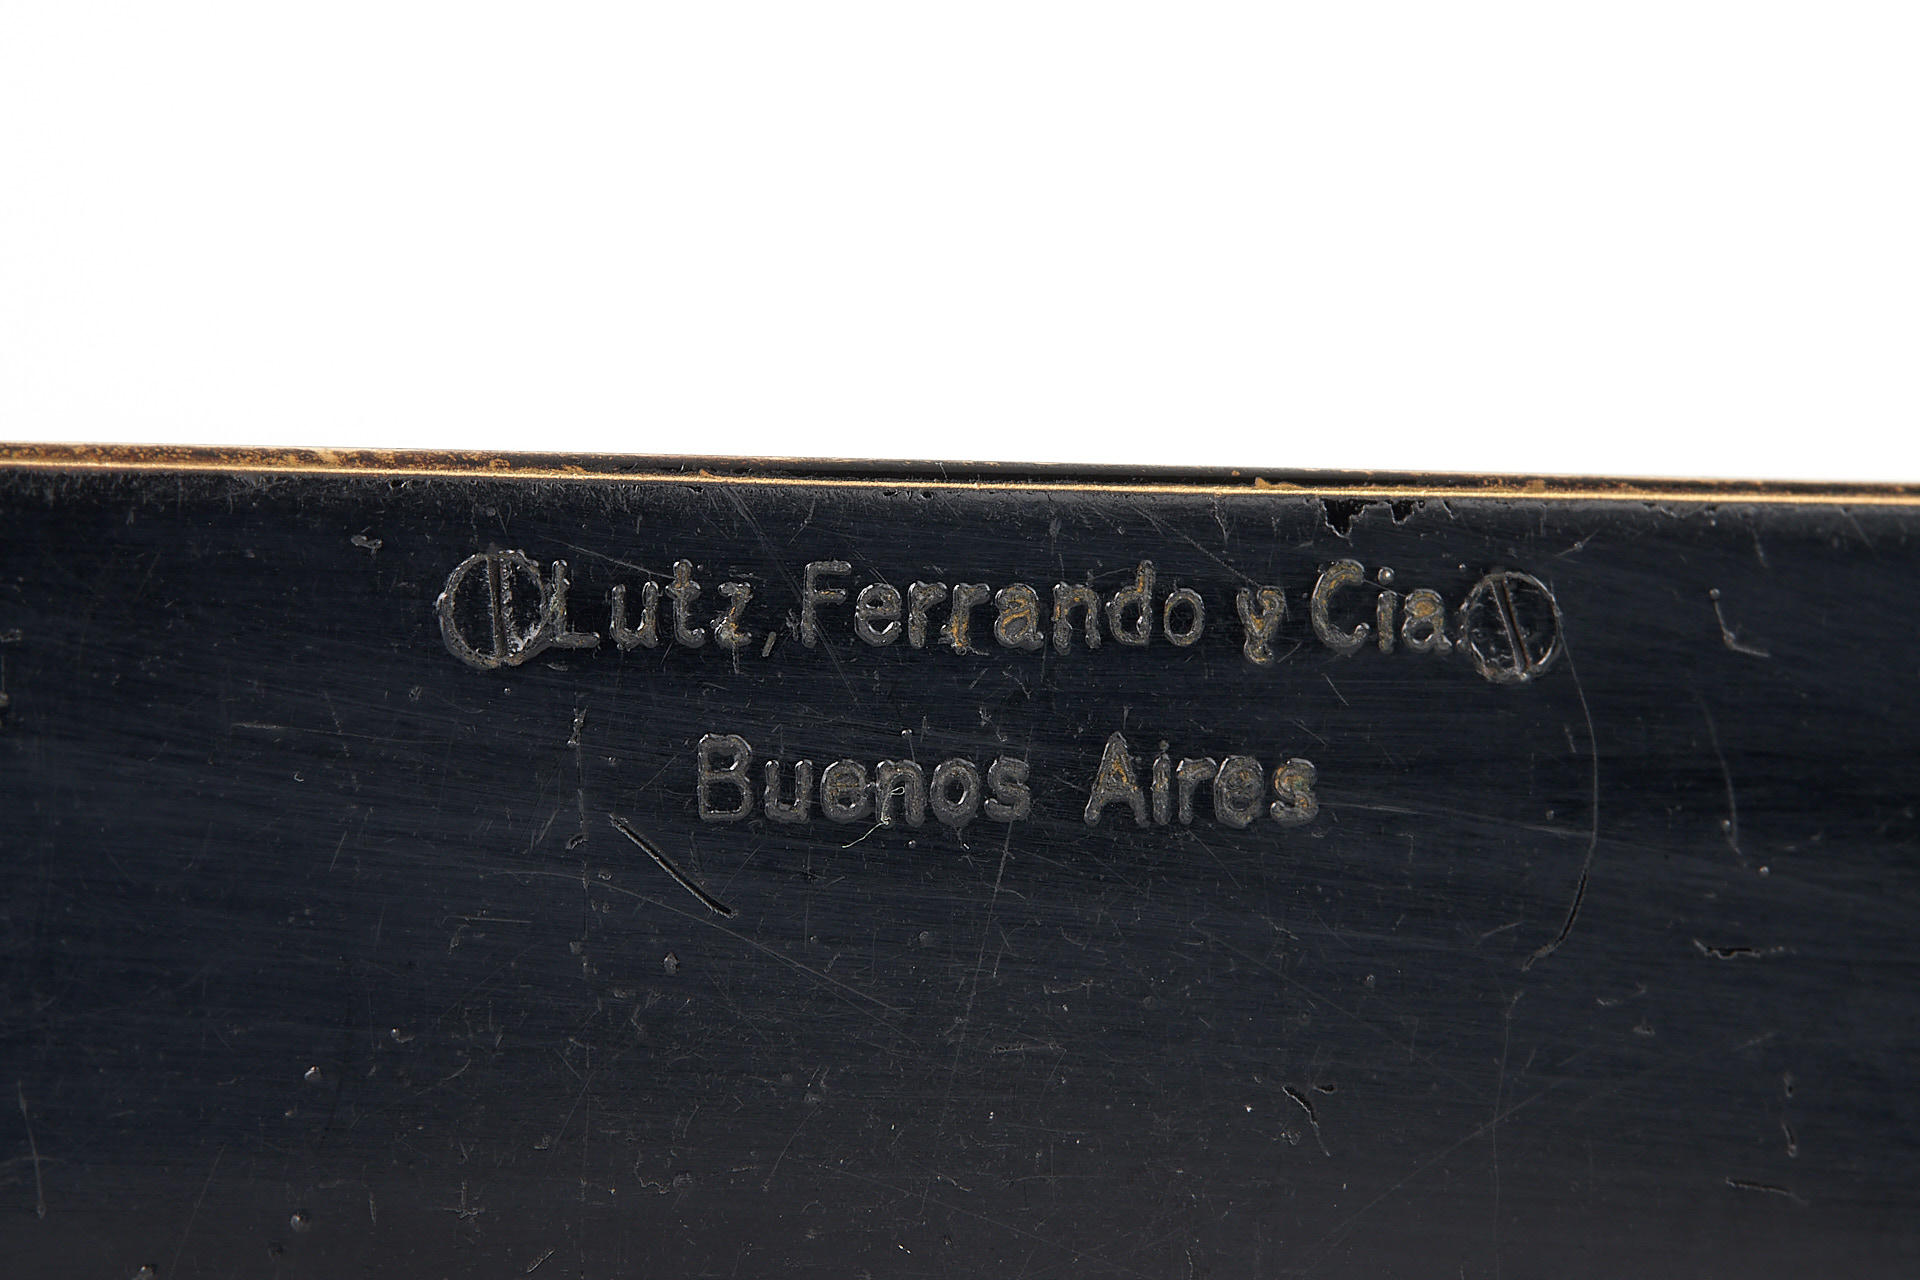 Lutz, Ferrando y Cia.
Buenos Aires